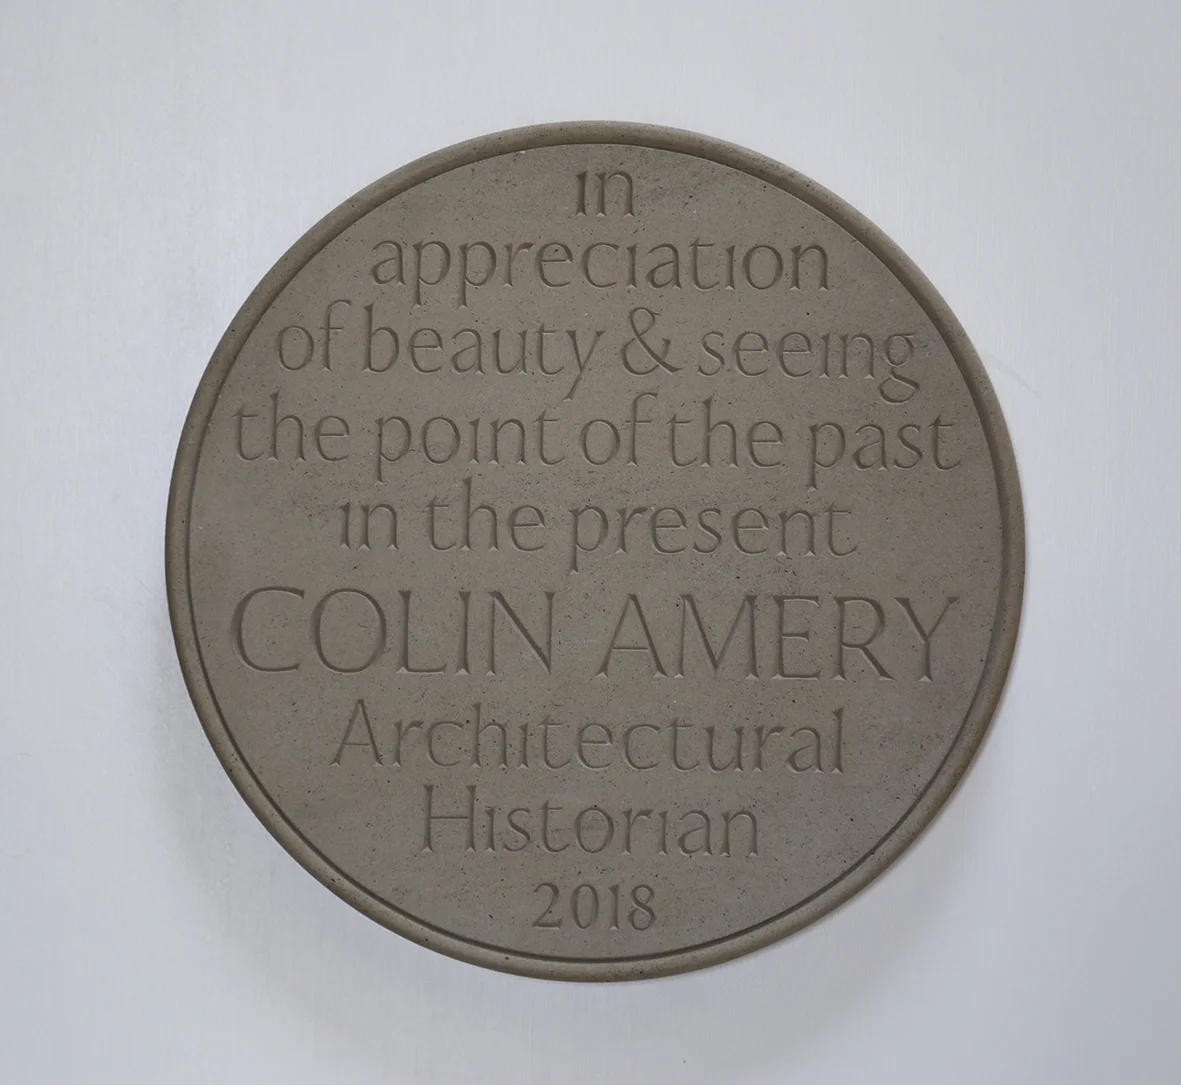 in
appreciation
of beauty & seeing
the point of the past
in the present
COLIN AMERY
Architectural
Historian
2018